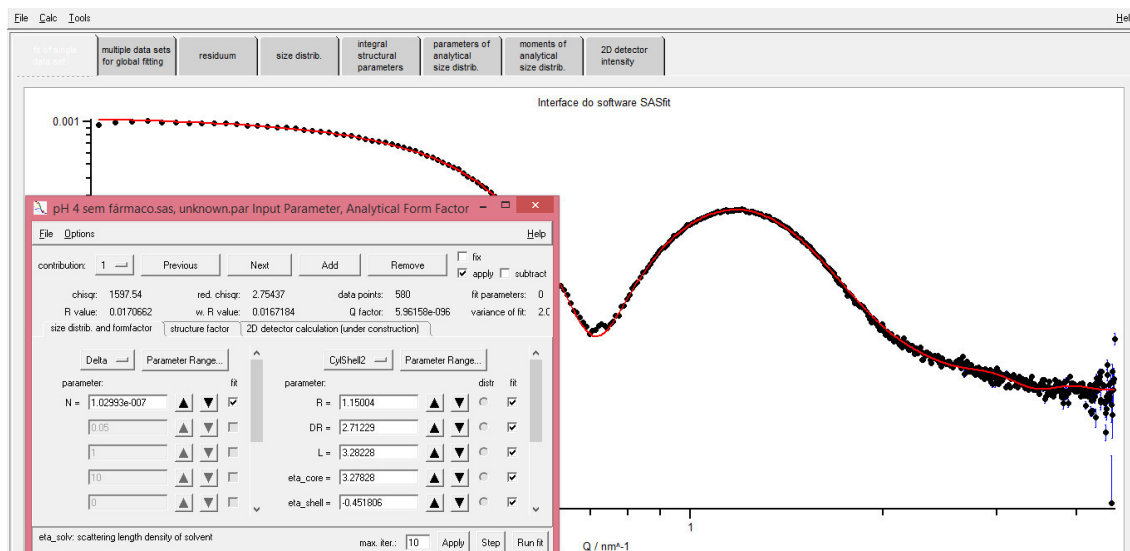 File Calc Tools Hel
fit of single data set
multiple data sets for global fitting
residuum
size distrib.
integral structural parameters
parameters of analytical size distrib.
moments of analytical size distrib.
2D detector intensity
Interface do software SASfit
0.001
pH 4 sem fármaco.sas, unknown.par Input Parameter, Analytical Form Factor
File Options Help
contribution: 1 Previous Next Add Remove
fix
apply subtract
chisqr: 1597.54 red. chisqr: 2.75437 data points: 580 fit parameters: 0
R value: 0.0170662 w. R value: 0.0167184 Q factor: 5.96158e-096 variance of fit: 2.0
size distrib. and formfactor structure factor 2D detector calculation (under construction)
Delta Parameter Range... CylShell2 Parameter Range...
parameter: fit parameter: distr fit
N = 1.02993e-007 R = 1.15004
0.05 DR = 2.71229
1 L = 3.28228
10 eta_core = 3.27828
0 eta_shell = -0.451806
eta_solv: scattering length density of solvent max. iter.: 10 Apply Step Run fit
1
Q / nm^-1